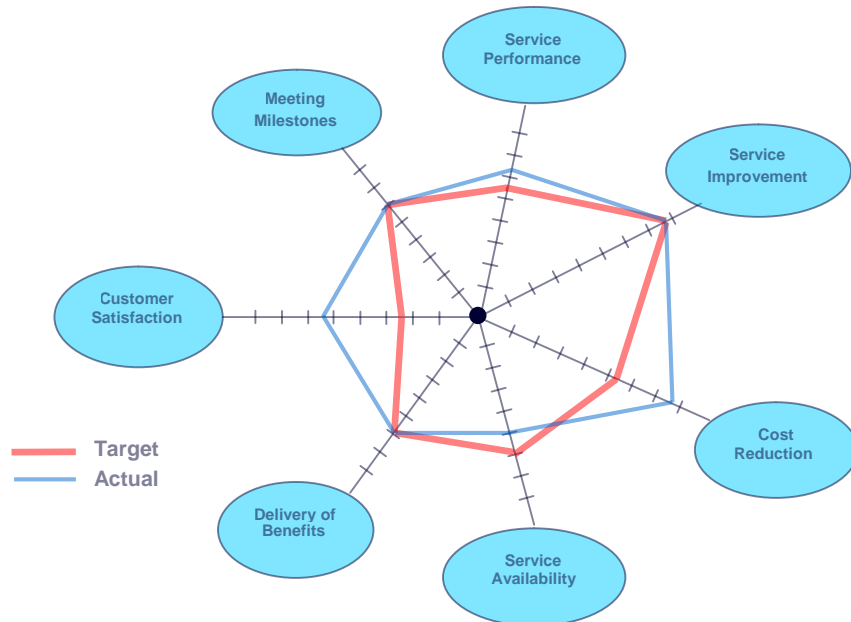 Service
Performance
Meeting
Milestones
Service
Improvement
Customer
Satisfaction
Target
Actual
Cost
Reduction
Delivery of
Benefits
Service
Availability